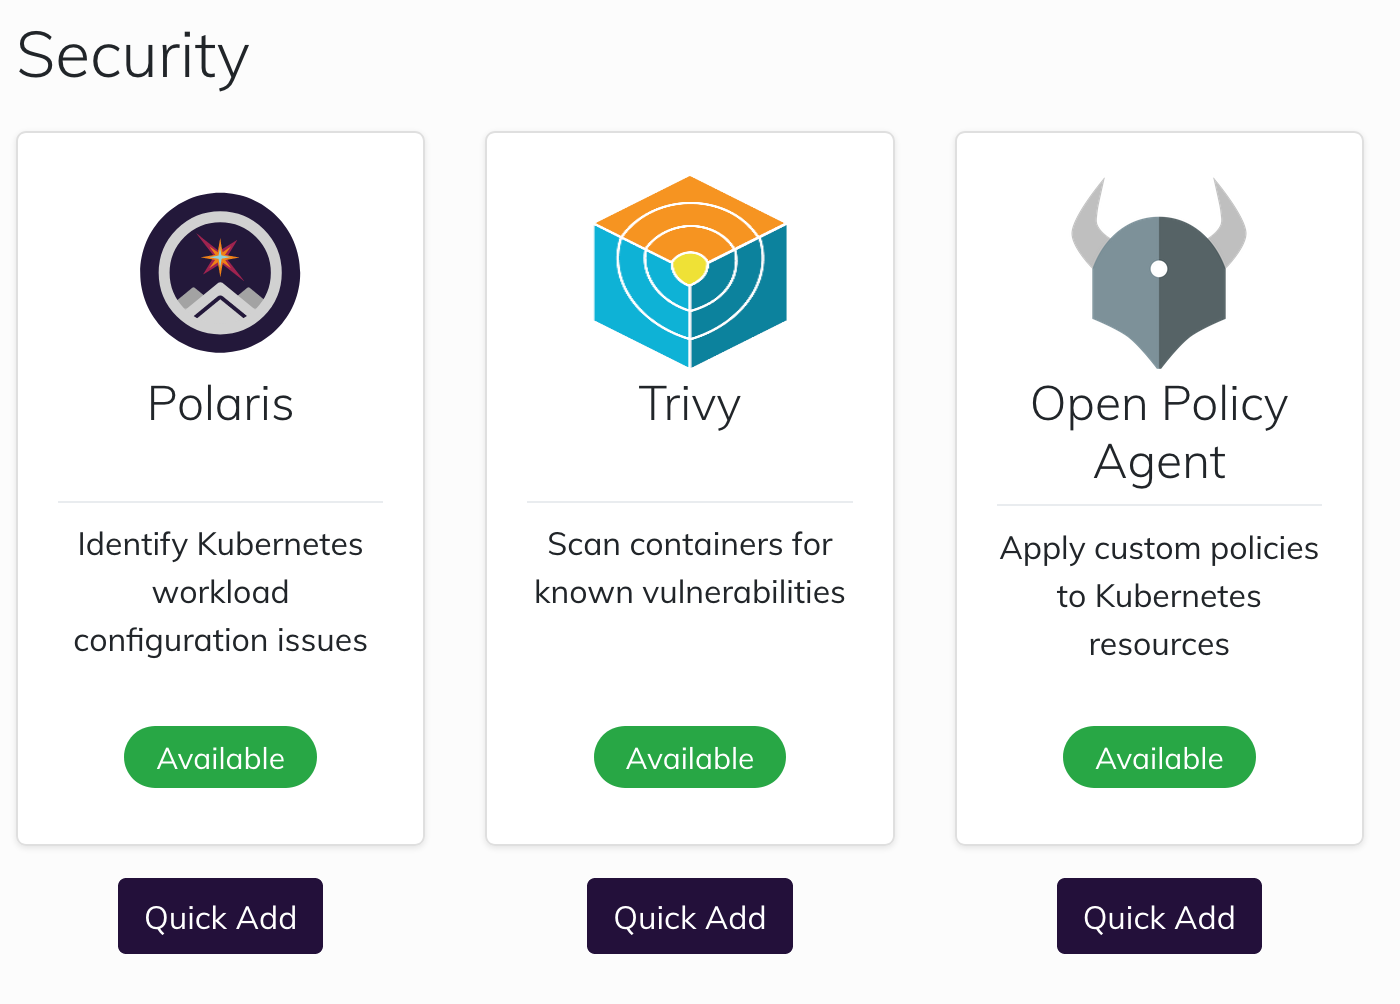 Security
Polaris
Identify Kubernetes
workload
configuration issues
Available
Quick Add
Trivy
Scan containers for
known vulnerabilities
Available
Quick Add
Open Policy
Agent
Apply custom policies
to Kubernetes
resources
Available
Quick Add